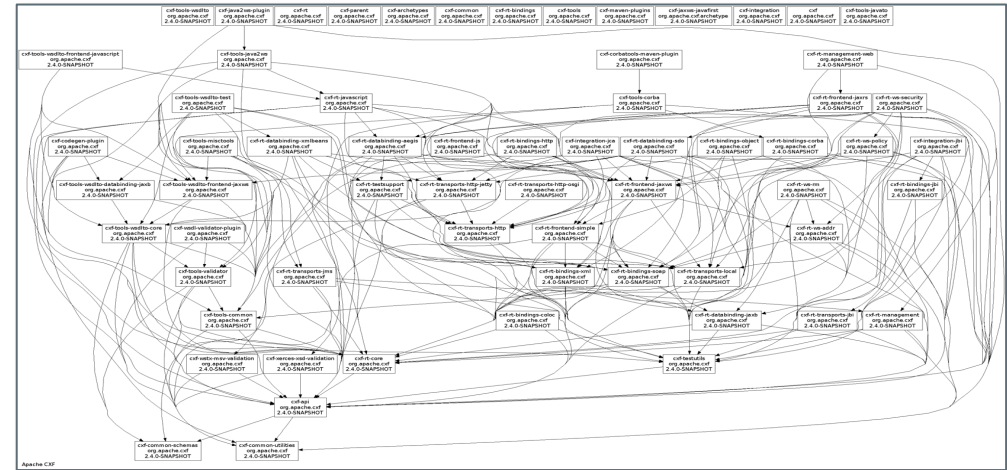 cxf-tools-wsdlto
org.apache.cxf
2.4.0-SNAPSHOT
cxf-java2ws-plugin
org.apache.cxf
2.4.0-SNAPSHOT
cxf-rt
org.apache.cxf
2.4.0-SNAPSHOT
cxf-parent
org.apache.cxf
2.4.0-SNAPSHOT
cxf-archetypes
org.apache.cxf
2.4.0-SNAPSHOT
cxf-common
org.apache.cxf
2.4.0-SNAPSHOT
cxf-rt-bindings
org.apache.cxf
2.4.0-SNAPSHOT
cxf-tools
org.apache.cxf
2.4.0-SNAPSHOT
cxf-maven-plugins
org.apache.cxf
2.4.0-SNAPSHOT
cxf-jaxws-javafirst
org.apache.cxf.archetype
2.4.0-SNAPSHOT
cxf-integration
org.apache.cxf
2.4.0-SNAPSHOT
cxf
org.apache.cxf
2.4.0-SNAPSHOT
cxf-tools-javato
org.apache.cxf
2.4.0-SNAPSHOT
cxf-tools-wsdlto-frontend-javascript
org.apache.cxf
2.4.0-SNAPSHOT
cxf-tools-java2ws
org.apache.cxf
2.4.0-SNAPSHOT
cxf-corbatools-maven-plugin
org.apache.cxf
2.4.0-SNAPSHOT
cxf-rt-management-web
org.apache.cxf
2.4.0-SNAPSHOT
cxf-tools-wsdlto-test
org.apache.cxf
2.4.0-SNAPSHOT
cxf-rt-javascript
org.apache.cxf
2.4.0-SNAPSHOT
cxf-tools-corba
org.apache.cxf
2.4.0-SNAPSHOT
cxf-rt-frontend-jaxrs
org.apache.cxf
2.4.0-SNAPSHOT
cxf-rt-ws-security
org.apache.cxf
2.4.0-SNAPSHOT
cxf-codegen-plugin
org.apache.cxf
2.4.0-SNAPSHOT
cxf-tools-misctools
org.apache.cxf
2.4.0-SNAPSHOT
cxf-rt-databinding-xmlbeans
org.apache.cxf
2.4.0-SNAPSHOT
cxf-rt-databinding-aegis
org.apache.cxf
2.4.0-SNAPSHOT
cxf-rt-frontend-js
org.apache.cxf
2.4.0-SNAPSHOT
cxf-rt-bindings-http
org.apache.cxf
2.4.0-SNAPSHOT
cxf-integration-jca
org.apache.cxf
2.4.0-SNAPSHOT
cxf-rt-databinding-sdo
org.apache.cxf
2.4.0-SNAPSHOT
cxf-rt-bindings-object
org.apache.cxf
2.4.0-SNAPSHOT
cxf-rt-bindings-corba
org.apache.cxf
2.4.0-SNAPSHOT
cxf-rt-ws-policy
org.apache.cxf
2.4.0-SNAPSHOT
cxf-integration-jbi
org.apache.cxf
2.4.0-SNAPSHOT
cxf-tools-wsdlto-databinding-jaxb
org.apache.cxf
2.4.0-SNAPSHOT
cxf-tools-wsdlto-frontend-jaxws
org.apache.cxf
2.4.0-SNAPSHOT
cxf-rt-testsupport
org.apache.cxf
2.4.0-SNAPSHOT
cxf-rt-transports-http-jetty
org.apache.cxf
2.4.0-SNAPSHOT
cxf-rt-transports-http-osgi
org.apache.cxf
2.4.0-SNAPSHOT
cxf-rt-frontend-jaxws
org.apache.cxf
2.4.0-SNAPSHOT
cxf-rt-ws-rm
org.apache.cxf
2.4.0-SNAPSHOT
cxf-rt-bindings-jbi
org.apache.cxf
2.4.0-SNAPSHOT
cxf-tools-wsdlto-core
org.apache.cxf
2.4.0-SNAPSHOT
cxf-wsdl-validator-plugin
org.apache.cxf
2.4.0-SNAPSHOT
cxf-rt-transports-http
org.apache.cxf
2.4.0-SNAPSHOT
cxf-rt-frontend-simple
org.apache.cxf
2.4.0-SNAPSHOT
cxf-rt-ws-addr
org.apache.cxf
2.4.0-SNAPSHOT
cxf-tools-validator
org.apache.cxf
2.4.0-SNAPSHOT
cxf-rt-transports-jms
org.apache.cxf
2.4.0-SNAPSHOT
cxf-rt-bindings-xml
org.apache.cxf
2.4.0-SNAPSHOT
cxf-rt-bindings-soap
org.apache.cxf
2.4.0-SNAPSHOT
cxf-rt-transports-local
org.apache.cxf
2.4.0-SNAPSHOT
cxf-tools-common
org.apache.cxf
2.4.0-SNAPSHOT
cxf-rt-bindings-coloc
org.apache.cxf
2.4.0-SNAPSHOT
cxf-rt-databinding-jaxb
org.apache.cxf
2.4.0-SNAPSHOT
cxf-rt-transports-jbi
org.apache.cxf
2.4.0-SNAPSHOT
cxf-rt-management
org.apache.cxf
2.4.0-SNAPSHOT
cxf-wstx-msv-validation
org.apache.cxf
2.4.0-SNAPSHOT
cxf-xerces-xsd-validation
org.apache.cxf
2.4.0-SNAPSHOT
cxf-rt-core
org.apache.cxf
2.4.0-SNAPSHOT
cxf-testutils
org.apache.cxf
2.4.0-SNAPSHOT
cxf-api
org.apache.cxf
2.4.0-SNAPSHOT
cxf-common-schemas
org.apache.cxf
2.4.0-SNAPSHOT
cxf-common-utilities
org.apache.cxf
2.4.0-SNAPSHOT
Apache CXF